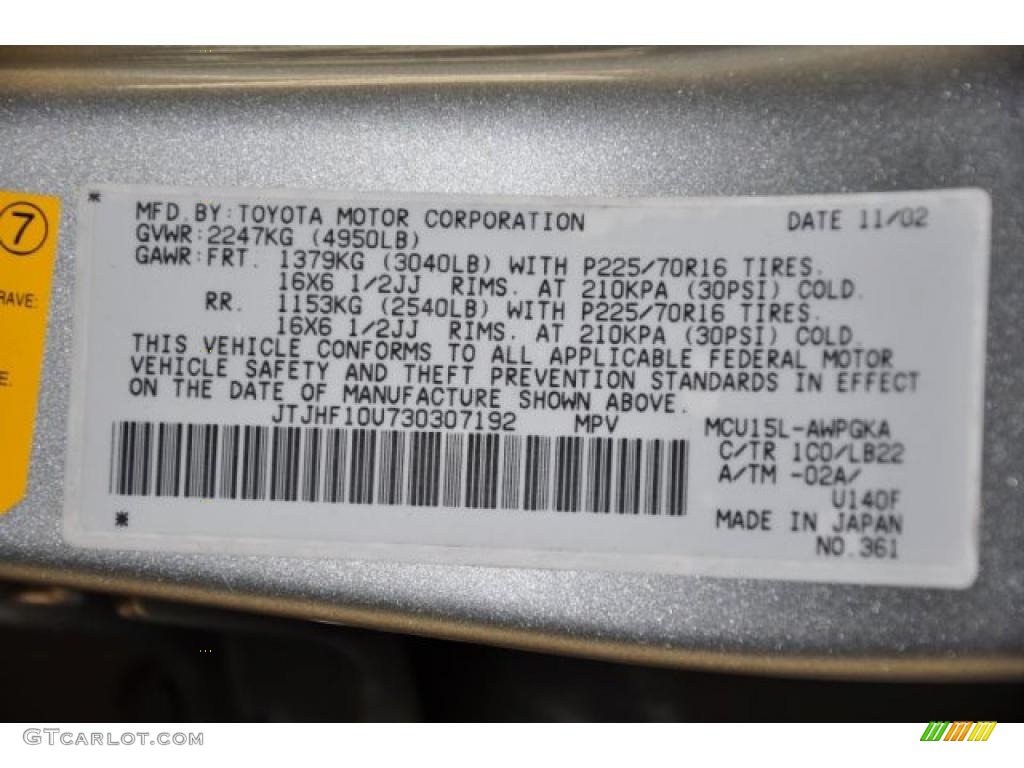 7
RAVE:
E.
MFD. BY: TOYOTA MOTOR CORPORATION DATE 11/02
GVWR: 2247KG (4950LB)
GAWR: FRT. 1379KG (3040LB) WITH P225/70R16 TIRES.
16X6 1/2JJ RIMS. AT 210KPA (30PSI) COLD.
RR. 1153KG (2540LB) WITH P225/70R16 TIRES.
16X6 1/2JJ RIMS. AT 210KPA (30PSI) COLD.
THIS VEHICLE CONFORMS TO ALL APPLICABLE FEDERAL MOTOR
VEHICLE SAFETY AND THEFT PREVENTION STANDARDS IN EFFECT
ON THE DATE OF MANUFACTURE SHOWN ABOVE.
JTJHF10U730307192 MPV
MCU15L-AWPGKA
C/TR 1C0/LB22
A/TM -02A/
U140F
MADE IN JAPAN
NO.361
GTCarLot.com